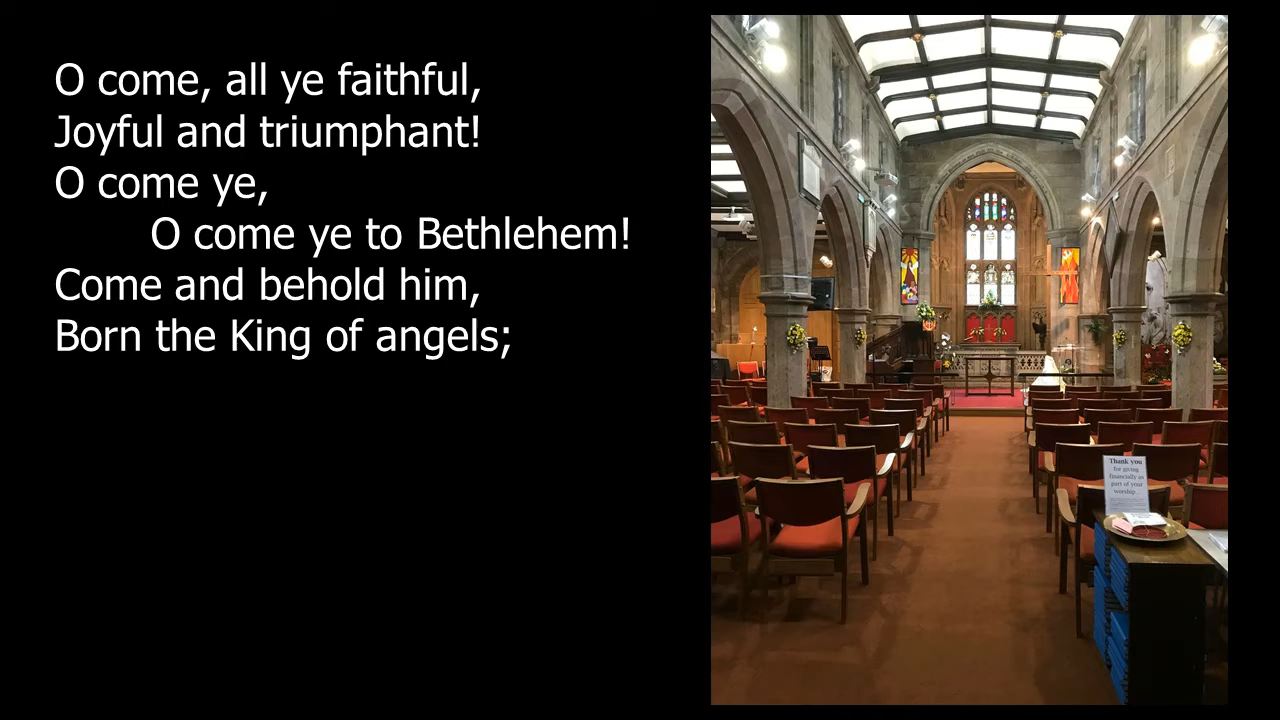 O come, all ye faithful,
Joyful and triumphant!
O come ye,
O come ye to Bethlehem!
Come and behold him,
Born the King of angels;
Thank you
for giving
financially as
part of your
worship.